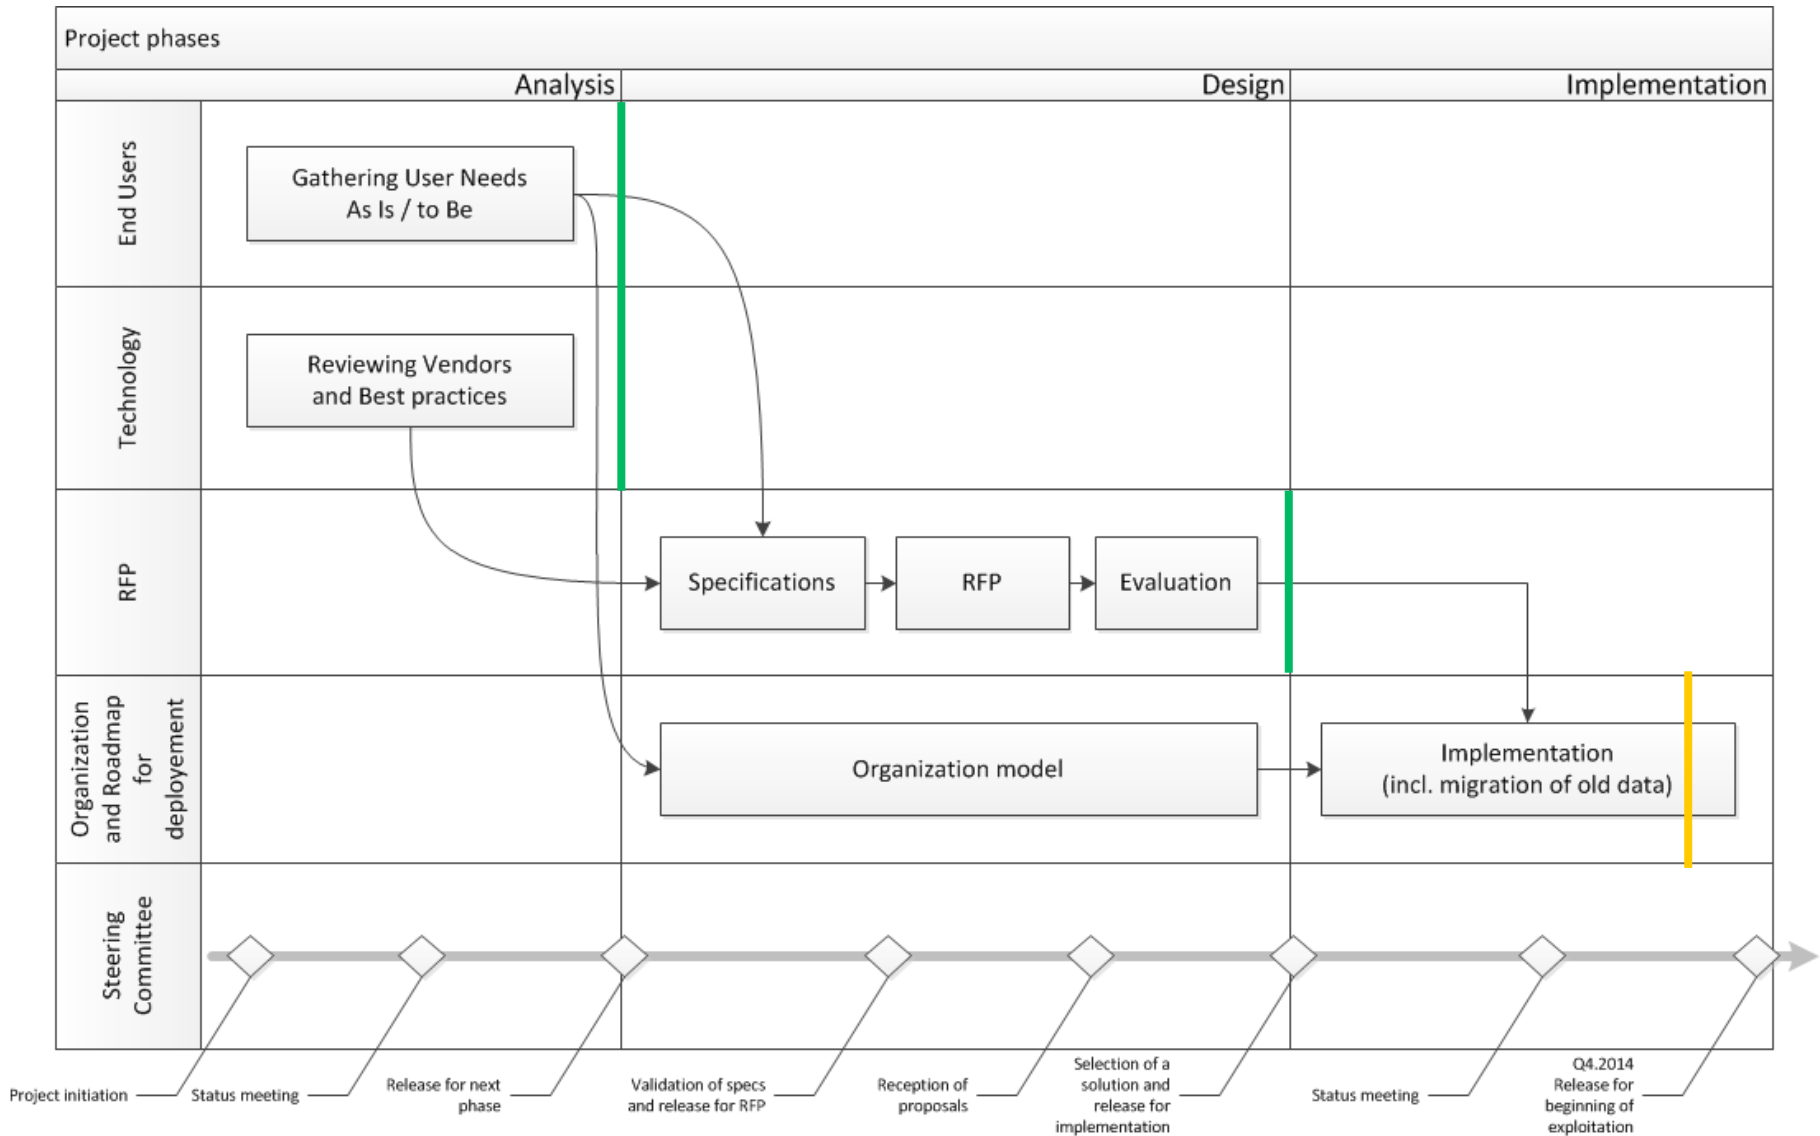 Project phases
Analysis
Design
Implementation
End Users
Gathering User Needs
As Is / to Be
Technology
Reviewing Vendors
and Best practices
RFP
Specifications
RFP
Evaluation
Organization
and Roadmap
for
deployement
Organization model
Implementation
(incl. migration of old data)
Steering
Committee
Project initiation
Status meeting
Release for next
phase
Validation of specs
and release for RFP
Reception of
proposals
Selection of a
solution and
release for
implementation
Status meeting
Q4.2014
Release for
beginning of
exploitation